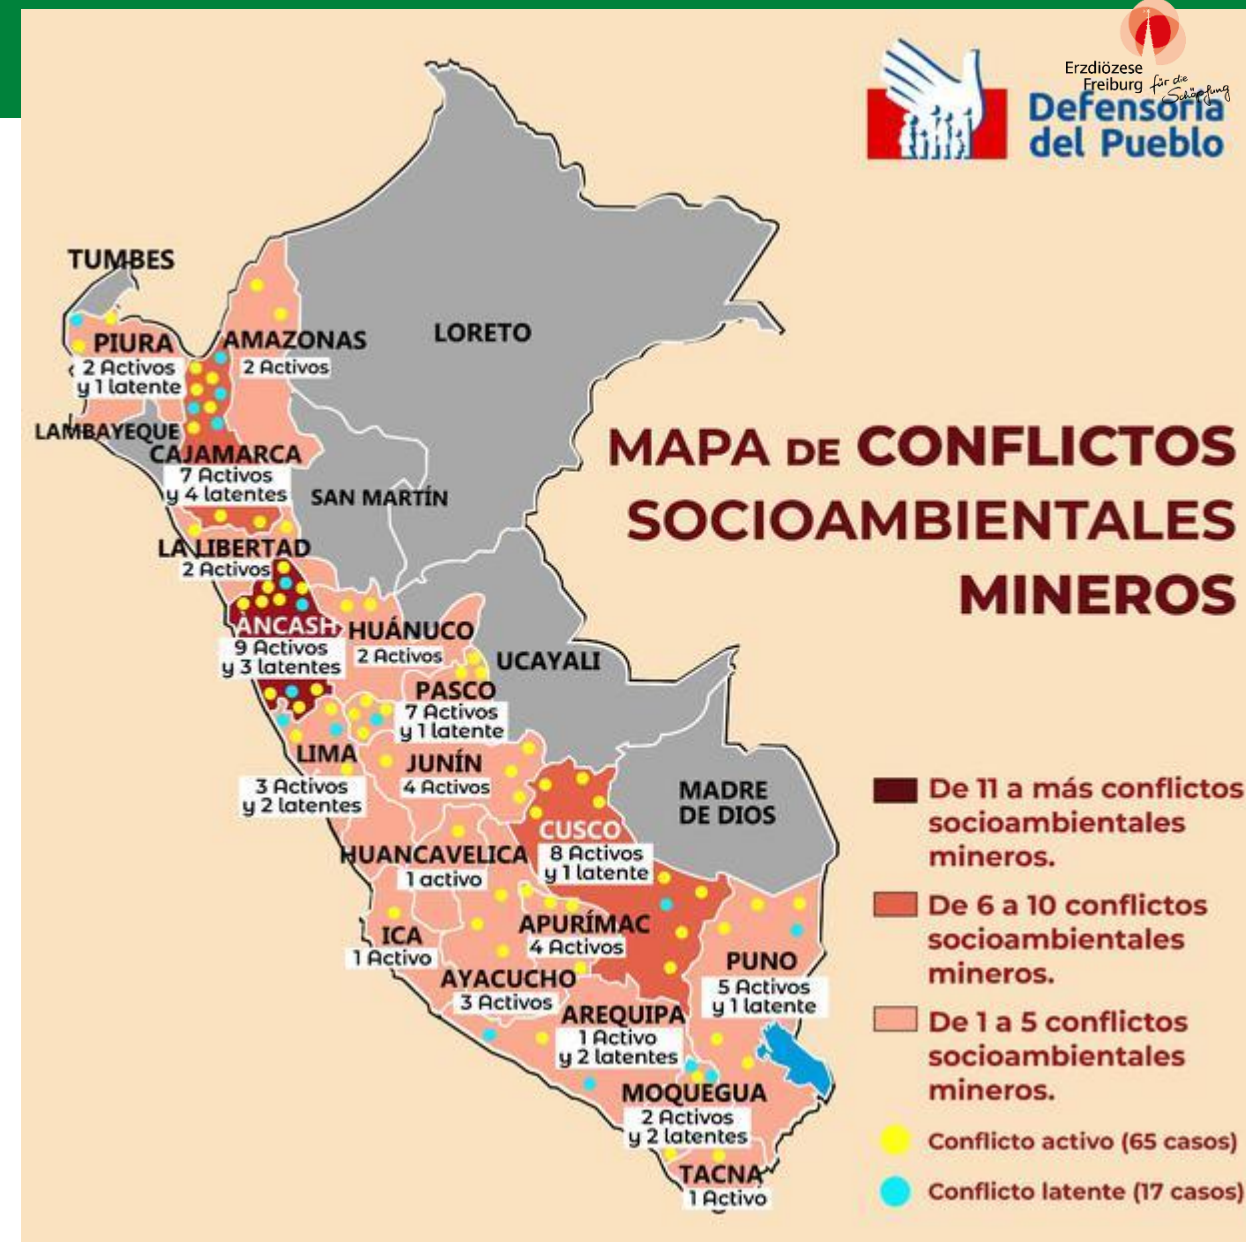 Erzdiözese
Freiburg
für die
Schöpfung
Defensoría
del Pueblo
TUMBES
PIURA
2 Activos
y 1 latente
AMAZONAS
2 Activos
LORETO
LAMBAYEQUE
CAJAMARCA
7 Activos
y 4 latentes
SAN MARTÍN
MAPA DE CONFLICTOS
SOCIOAMBIENTALES
MINEROS
LA LIBERTAD
2 Activos
ÀNCASH
9 Activos
y 3 latentes
HUÁNUCO
2 Activos
UCAYALI
PASCO
7 Activos
y 1 latente
LIMA
3 Activos
y 2 latentes
JUNÍN
4 Activos
MADRE
DE DIOS
CUSCO
8 Activos
y 1 latente
HUANCAVELICA
1 activo
ICA
1 Activo
APURÍMAC
4 Activos
AYACUCHO
3 Activos
PUNO
5 Activos
y 1 latente
AREQUIPA
1 Activo
y 2 latentes
MOQUEGUA
2 Activos
y 2 latentes
TACNA
1 Activo
De 11 a más conflictos
socioambientales
mineros.
De 6 a 10 conflictos
socioambientales
mineros.
De 1 a 5 conflictos
socioambientales
mineros.
Conflicto activo (65 casos)
Conflicto latente (17 casos)